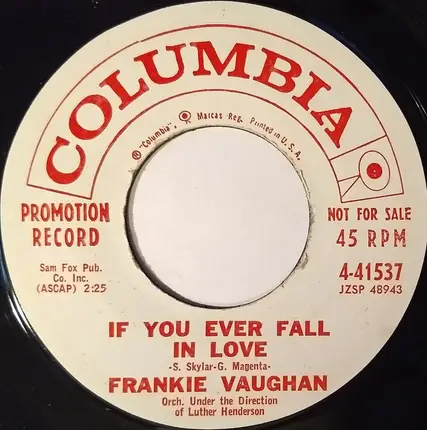 COLUMBIA
® "Columbia", Marcas Reg. Printed in U.S.A.
PROMOTION
RECORD
NOT FOR SALE
45 RPM
Sam Fox Pub.
Co. Inc.
(ASCAP) 2:25
4-41537
JZSP 48943
IF YOU EVER FALL
IN LOVE
-S. Skylar-G. Magenta-
FRANKIE VAUGHAN
Orch. Under the Direction
of Luther Henderson